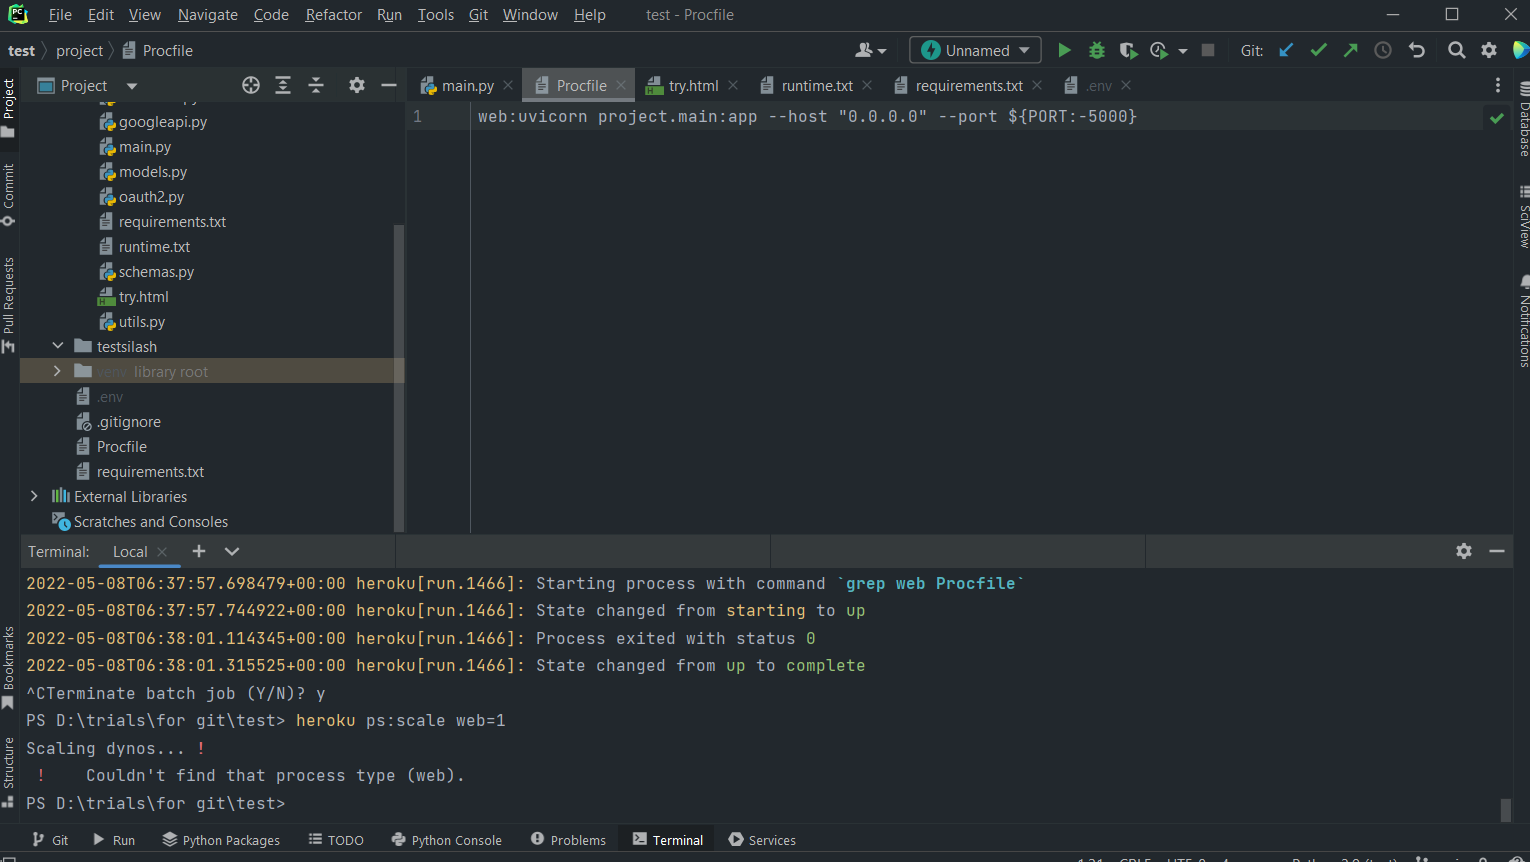 File Edit View Navigate Code Refactor Run Tools Git Window Help test - Procfile
test project Procfile Unnamed Git:
Project
main.py Procfile try.html runtime.txt requirements.txt .env
googleapi.py
main.py
models.py
oauth2.py
requirements.txt
runtime.txt
schemas.py
try.html
utils.py
testsilash
venv library root
.env
.gitignore
Procfile
requirements.txt
External Libraries
Scratches and Consoles
1 web:uvicorn project.main:app --host "0.0.0.0" --port ${PORT:-5000}
Project
Commit
Pull Requests
Bookmarks
Structure
Database
SciView
Notifications
Terminal: Local
2022-05-08T06:37:57.698479+00:00 heroku[run.1466]: Starting process with command `grep web Procfile`
2022-05-08T06:37:57.744922+00:00 heroku[run.1466]: State changed from starting to up
2022-05-08T06:38:01.114345+00:00 heroku[run.1466]: Process exited with status 0
2022-05-08T06:38:01.315525+00:00 heroku[run.1466]: State changed from up to complete
^CTerminate batch job (Y/N)? y
PS D:\trials\for git\test> heroku ps:scale web=1
Scaling dynos... !
!    Couldn't find that process type (web).
PS D:\trials\for git\test>
Git Run Python Packages TODO Python Console Problems Terminal Services